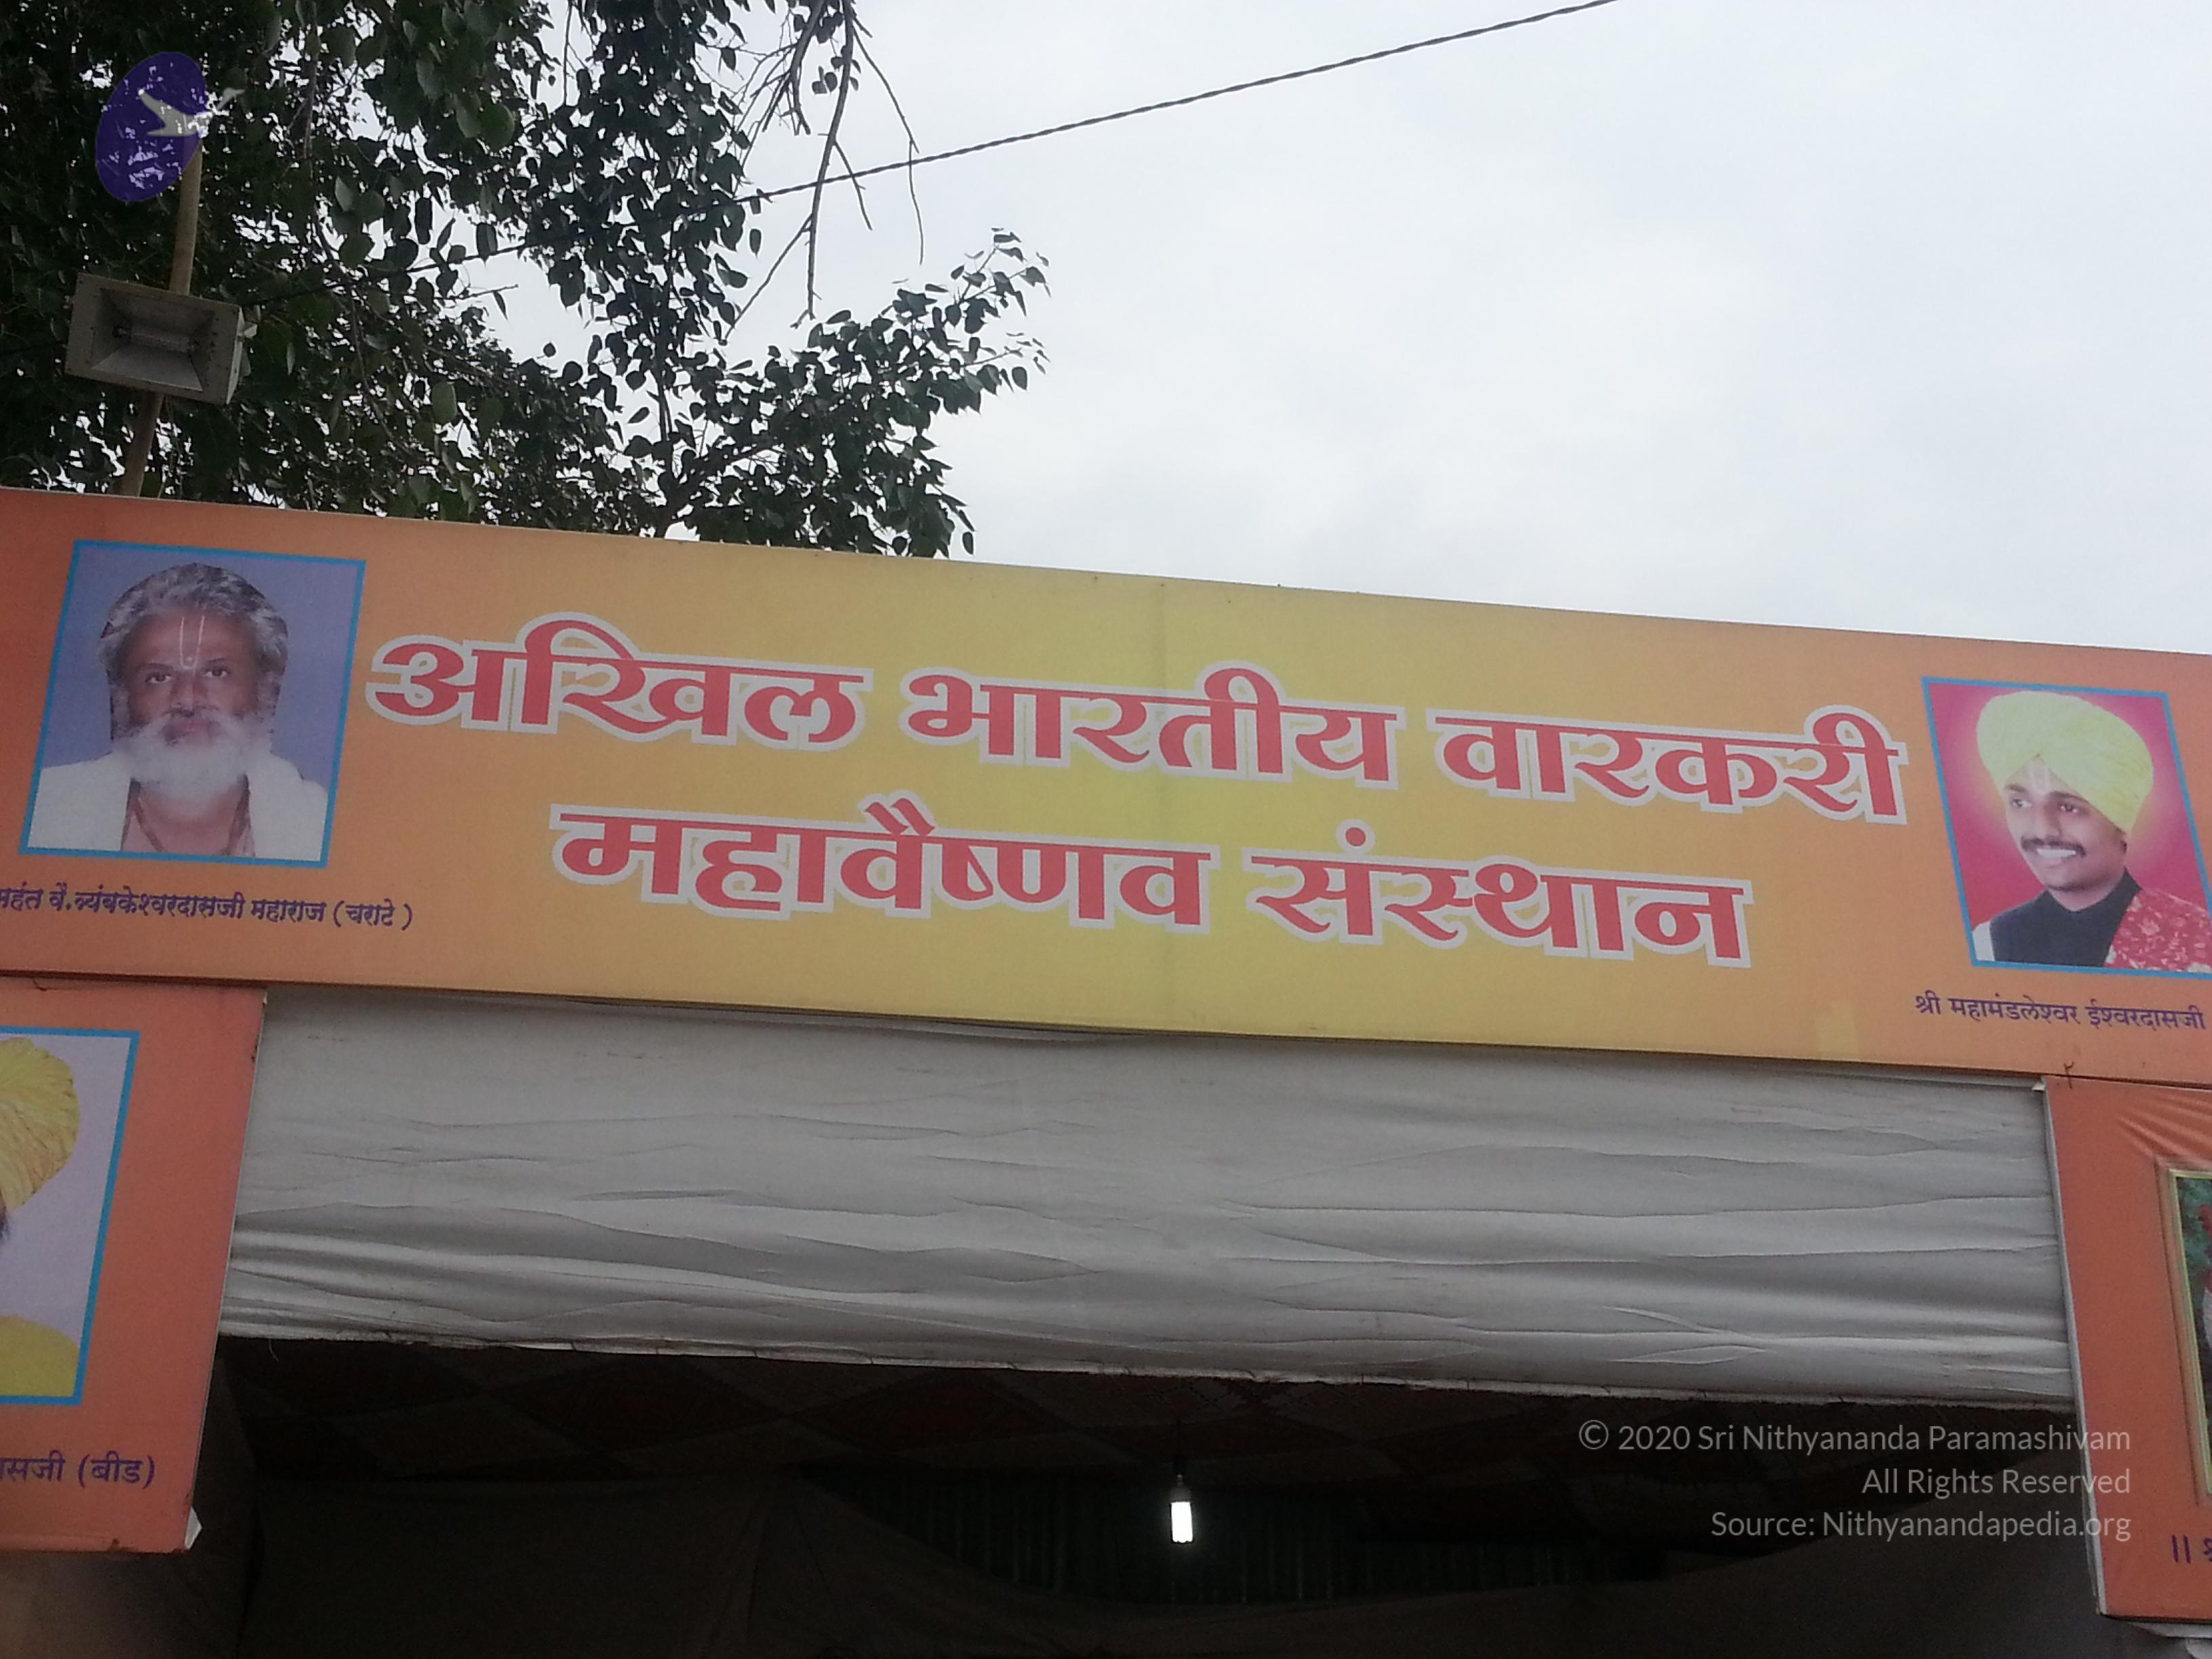 अखिल भारतीय वारकरी
महावैष्णव संस्थान
महंत वै.त्र्यंबकेश्वरदासजी महाराज (चराटे)
श्री महामंडलेश्वर ईश्वरदासजी
(बीड)
© 2020 Sri Nithyananda Paramashivam
All Rights Reserved
Source: Nithyanandapedia.org